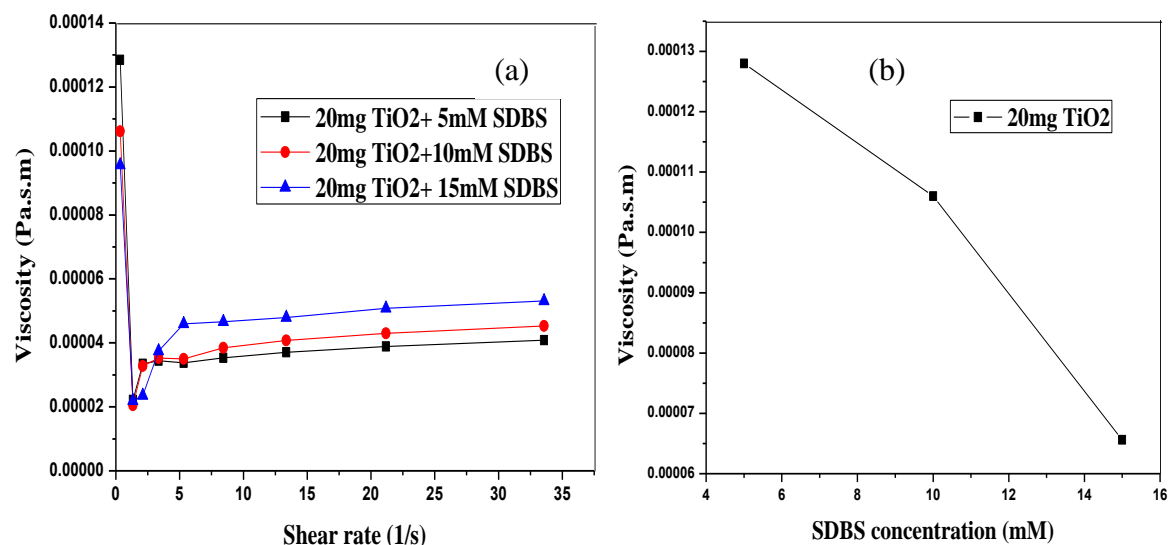 (a)
20mg TiO2+ 5mM SDBS
20mg TiO2+10mM SDBS
20mg TiO2+ 15mM SDBS
Viscosity (Pa.s.m)
0.00014
0.00012
0.00010
0.00008
0.00006
0.00004
0.00002
0.00000
0 5 10 15 20 25 30 35
Shear rate (1/s)
(b)
20mg TiO2
Viscosity (Pa.s.m)
0.00013
0.00012
0.00011
0.00010
0.00009
0.00008
0.00007
0.00006
4 6 8 10 12 14 16
SDBS concentration (mM)